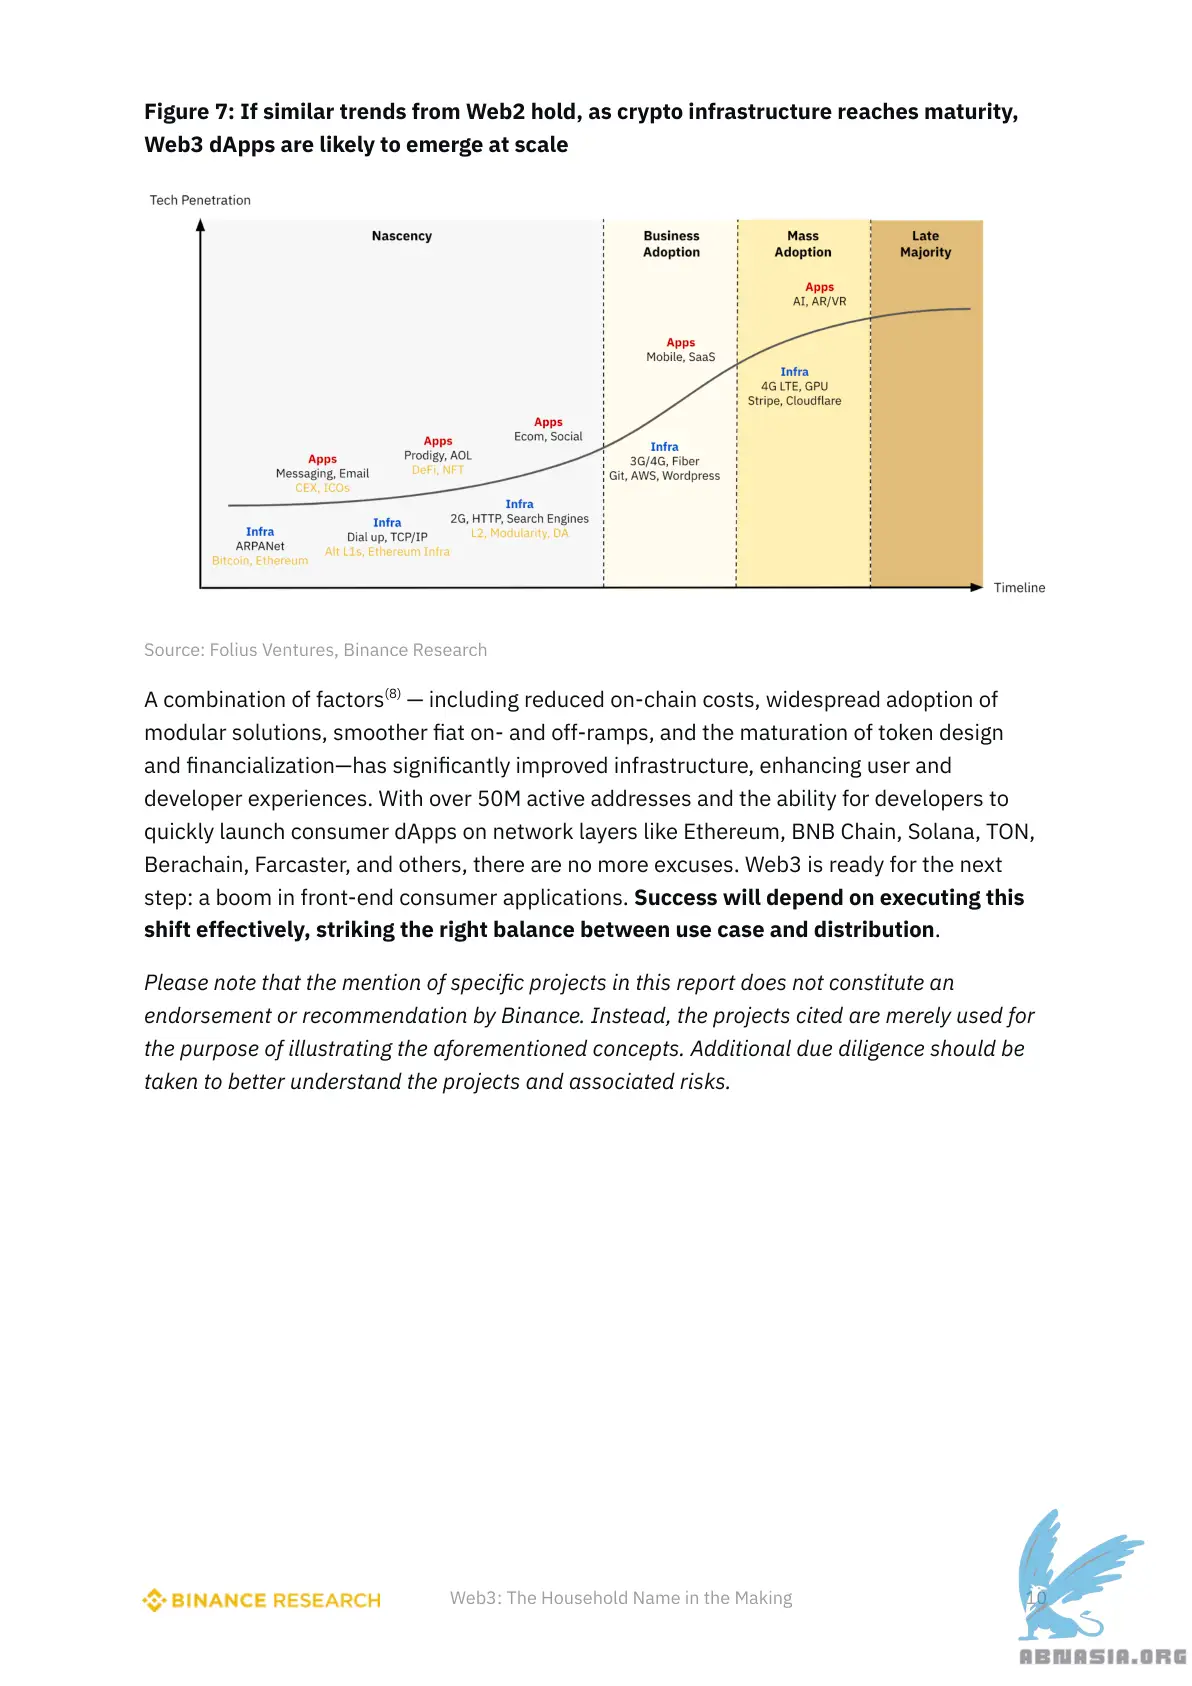 Figure 7: If similar trends from Web2 hold, as crypto infrastructure reaches maturity,
Web3 dApps are likely to emerge at scale
Tech Penetration
Nascency
Business
Adoption
Mass
Adoption
Late
Majority
Apps
AI, AR/VR
Apps
Mobile, SaaS
Infra
4G LTE, GPU
Stripe, Cloudflare
Apps
Ecom, Social
Apps
Prodigy, AOL
DeFi, NFT
Apps
Messaging, Email
CEX, ICOs
Infra
3G/4G, Fiber
Git, AWS, Wordpress
Infra
2G, HTTP, Search Engines
L2, Modularity, DA
Infra
Dial up, TCP/IP
Alt L1s, Ethereum Infra
Infra
ARPANet
Bitcoin, Ethereum
Timeline
Source: Folius Ventures, Binance Research
A combination of factors(8) — including reduced on-chain costs, widespread adoption of
modular solutions, smoother fiat on- and off-ramps, and the maturation of token design
and financialization—has significantly improved infrastructure, enhancing user and
developer experiences. With over 50M active addresses and the ability for developers to
quickly launch consumer dApps on network layers like Ethereum, BNB Chain, Solana, TON,
Berachain, Farcaster, and others, there are no more excuses. Web3 is ready for the next
step: a boom in front-end consumer applications. Success will depend on executing this
shift effectively, striking the right balance between use case and distribution.
Please note that the mention of specific projects in this report does not constitute an
endorsement or recommendation by Binance. Instead, the projects cited are merely used for
the purpose of illustrating the aforementioned concepts. Additional due diligence should be
taken to better understand the projects and associated risks.
BINANCE RESEARCH
Web3: The Household Name in the Making
10
ABNASIA.ORG